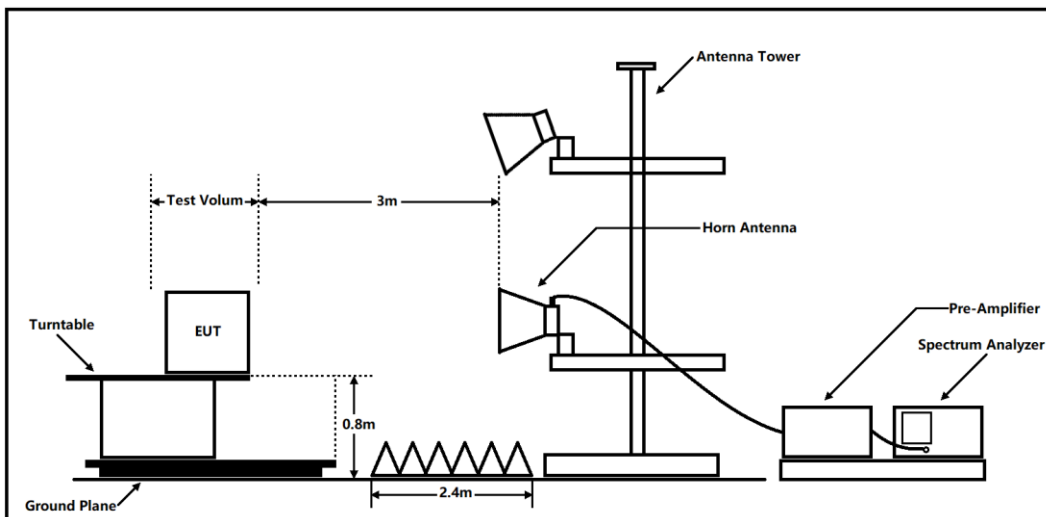 Antenna Tower
Test Volum
3m
Horn Antenna
EUT
Turntable
Pre-Amplifier
Spectrum Analyzer
0.8m
2.4m
Ground Plane